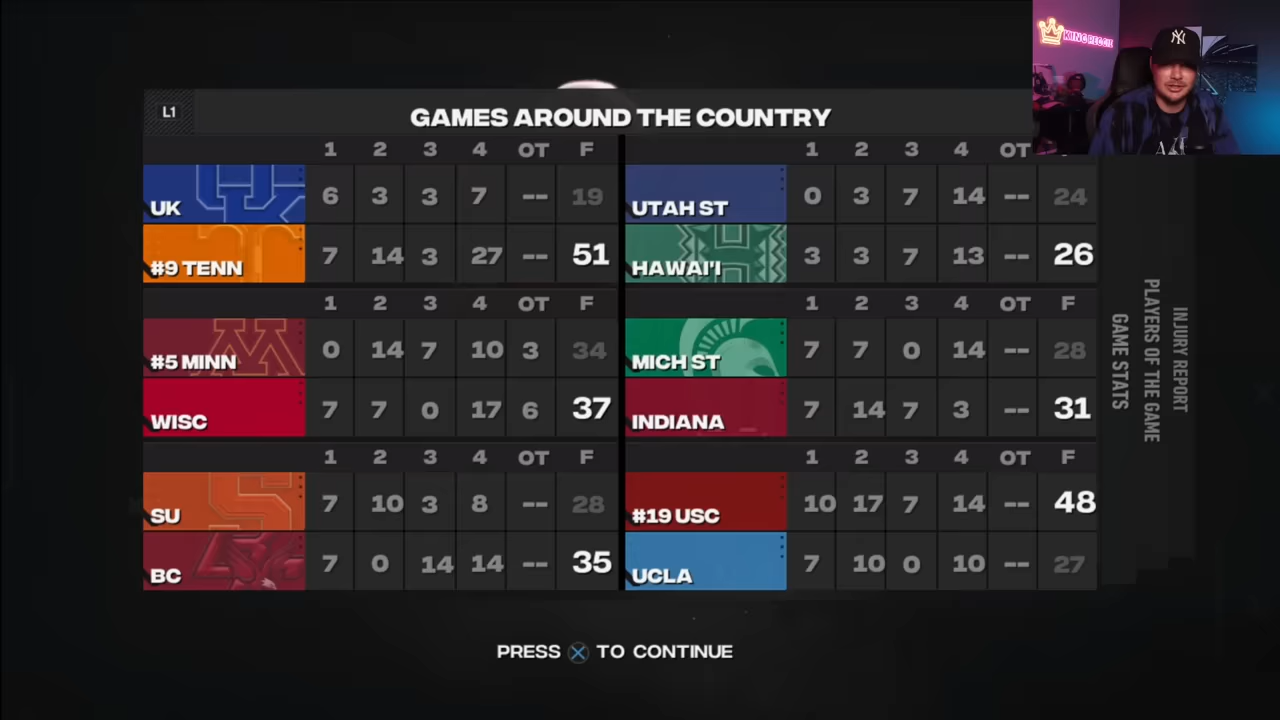 KING REGGIE
L1
GAMES AROUND THE COUNTRY
1 2 3 4 OT F
UK 6 3 3 7 -- 19
#9 TENN 7 14 3 27 -- 51
1 2 3 4 OT F
#5 MINN 0 14 7 10 3 34
WISC 7 7 0 17 6 37
1 2 3 4 OT F
SU 7 10 3 8 -- 28
BC 7 0 14 14 -- 35
1 2 3 4 OT
UTAH ST 0 3 7 14 -- 24
HAWAI'I 3 3 7 13 -- 26
1 2 3 4 OT F
MICH ST 7 7 0 14 -- 28
INDIANA 7 14 7 3 -- 31
1 2 3 4 OT F
#19 USC 10 17 7 14 -- 48
UCLA 7 10 0 10 -- 27
GAME STATS
PLAYERS OF THE GAME
INJURY REPORT
PRESS X TO CONTINUE